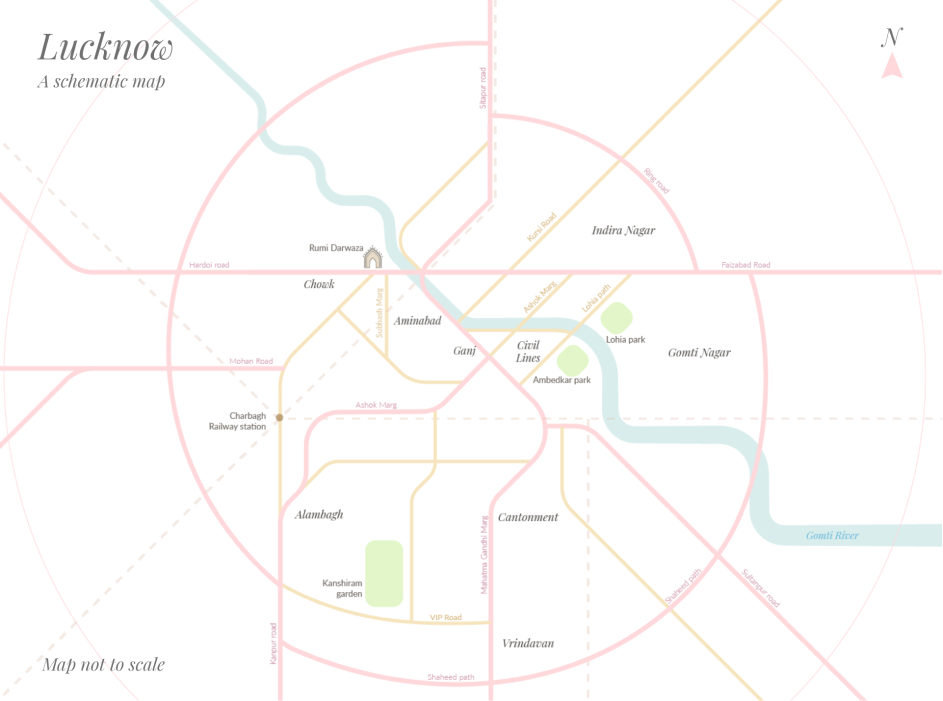 Lucknow
A schematic map
N
Sitapur road
Ring road
Kursi Road
Indira Nagar
Rumi Darwaza
Hardoi road
Faizabad Road
Chowk
Subhash Marg
Ashok Marg
Lohia path
Aminabad
Lohia park
Ganj
Civil
Lines
Gomti Nagar
Mohan Road
Ambedkar park
Ashok Marg
Charbagh
Railway station
Alambagh
Cantonment
Mahatma Gandhi Marg
Gomti River
Kanshiram
garden
Shaheed path
Sultanpur road
VIP Road
Kanpur road
Vrindavan
Map not to scale
Shaheed path